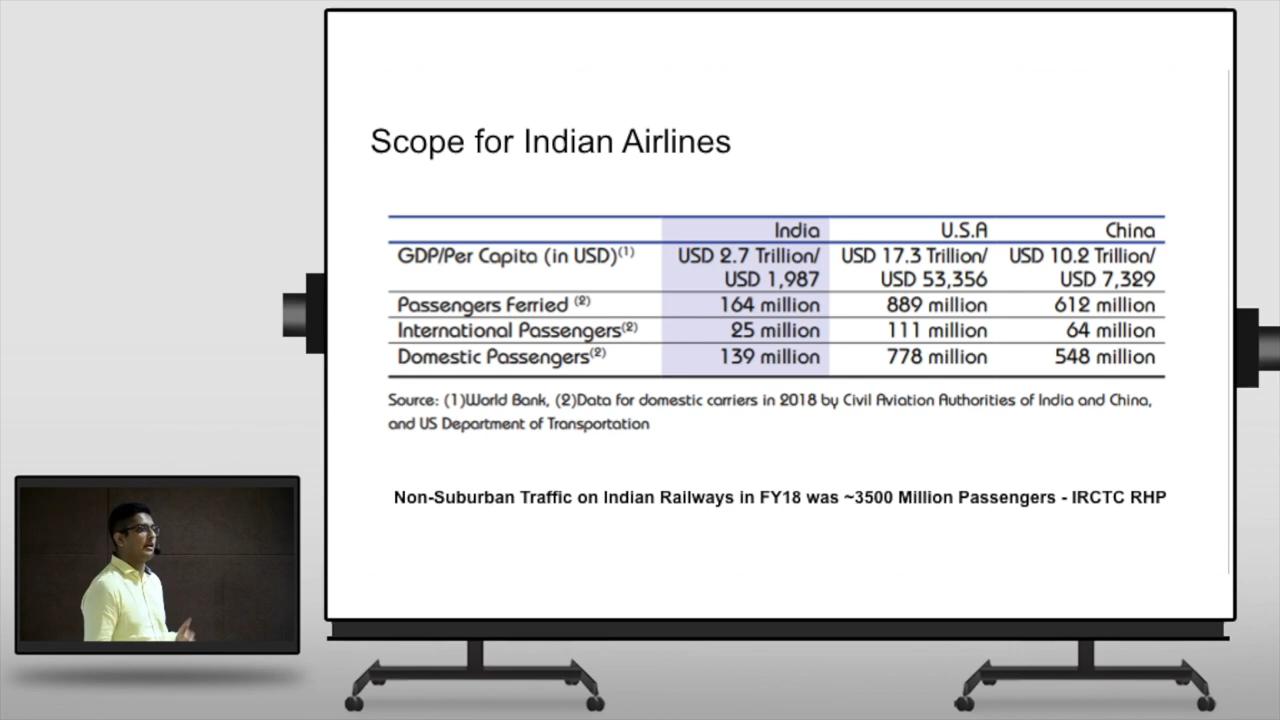 Scope for Indian Airlines
India U.S.A China
GDP/Per Capita (in USD)(1) USD 2.7 Trillion/ USD 17.3 Trillion/ USD 10.2 Trillion/
USD 1,987 USD 53,356 USD 7,329
Passengers Ferried (2) 164 million 889 million 612 million
International Passengers(2) 25 million 111 million 64 million
Domestic Passengers(2) 139 million 778 million 548 million
Source: (1)World Bank, (2)Data for domestic carriers in 2018 by Civil Aviation Authorities of India and China,
and US Department of Transportation
Non-Suburban Traffic on Indian Railways in FY18 was ~3500 Million Passengers - IRCTC RHP